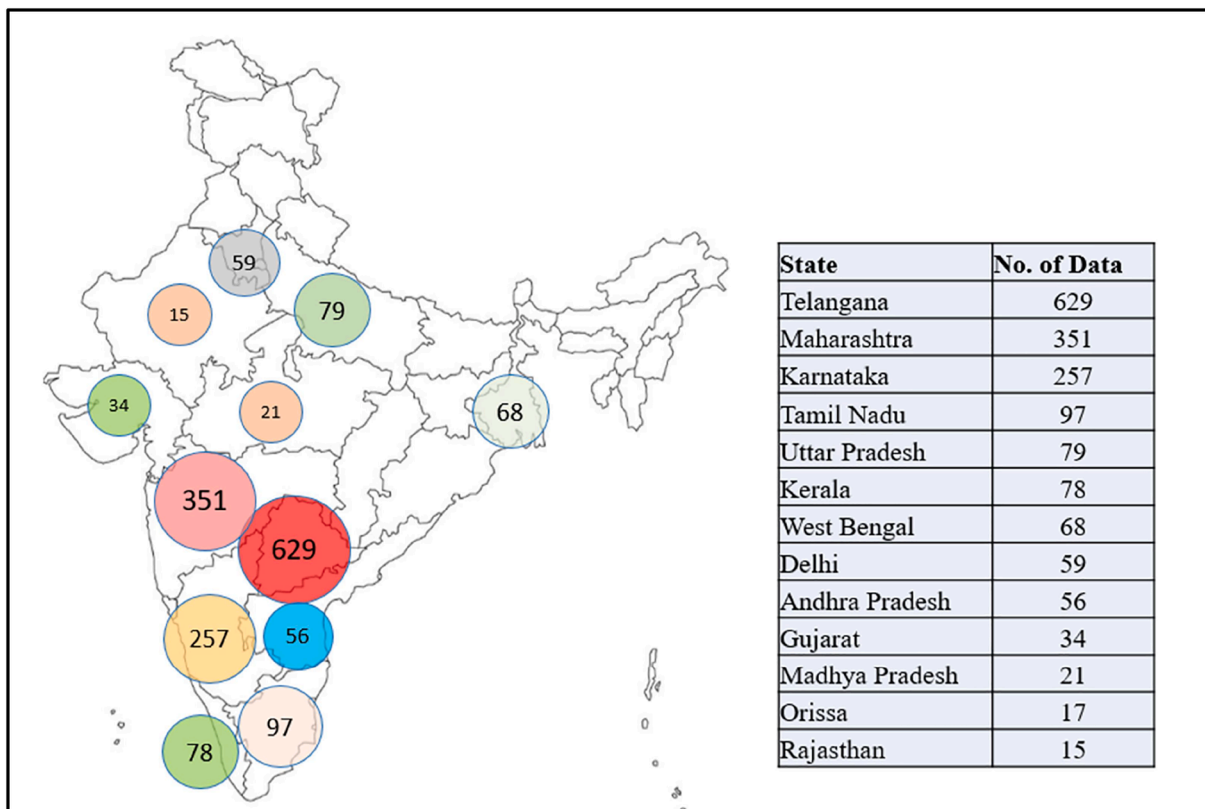 59
15
79
34
21
68
351
629
257
56
97
78
State No. of Data
Telangana 629
Maharashtra 351
Karnataka 257
Tamil Nadu 97
Uttar Pradesh 79
Kerala 78
West Bengal 68
Delhi 59
Andhra Pradesh 56
Gujarat 34
Madhya Pradesh 21
Orissa 17
Rajasthan 15